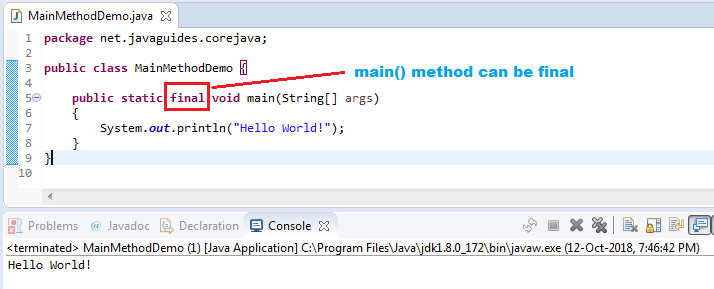 MainMethodDemo.java
1 package net.javaguides.corejava;
2
3 public class MainMethodDemo {
4
main() method can be final
5 public static final void main(String[] args)
6 {
7 System.out.println("Hello World!");
8 }
9 }
10
Problems @ Javadoc Declaration Console
<terminated> MainMethodDemo (1) [Java Application] C:\Program Files\Java\jdk1.8.0_172\bin\javaw.exe (12-Oct-2018, 7:46:42 PM)
Hello World!